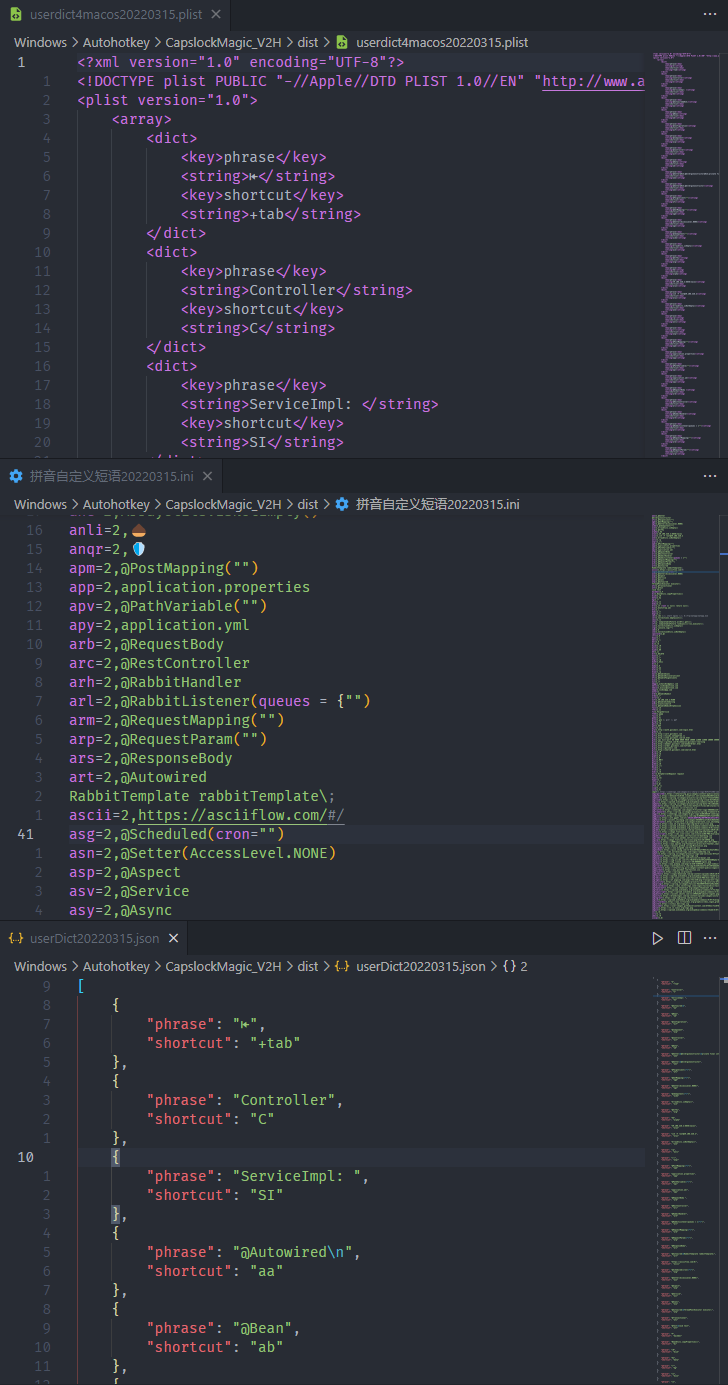 userdict4macos20220315.plist
Windows > Autohotkey > CapslockMagic_V2H > dist > userdict4macos20220315.plist
1 <?xml version="1.0" encoding="UTF-8"?>
1 <!DOCTYPE plist PUBLIC "-//Apple//DTD PLIST 1.0//EN" "http://www.a
2 <plist version="1.0">
3 <array>
4 <dict>
5 <key>phrase</key>
6 <string>⇤</string>
7 <key>shortcut</key>
8 <string>+tab</string>
9 </dict>
10 <dict>
11 <key>phrase</key>
12 <string>Controller</string>
13 <key>shortcut</key>
14 <string>C</string>
15 </dict>
16 <dict>
17 <key>phrase</key>
18 <string>ServiceImpl: </string>
19 <key>shortcut</key>
20 <string>SI</string>
拼音自定义短语20220315.ini
Windows > Autohotkey > CapslockMagic_V2H > dist > 拼音自定义短语20220315.ini
16 anli=2,🌰
15 anqr=2,🛡
14 apm=2,@PostMapping("")
13 app=2,application.properties
12 apv=2,@PathVariable("")
11 apy=2,application.yml
10 arb=2,@RequestBody
9 arc=2,@RestController
8 arh=2,@RabbitHandler
7 arl=2,@RabbitListener(queues = {"")
6 arm=2,@RequestMapping("")
5 arp=2,@RequestParam("")
4 ars=2,@ResponseBody
3 art=2,@Autowired
2 RabbitTemplate rabbitTemplate\;
1 ascii=2,https://asciiflow.com/#/
41 asg=2,@Scheduled(cron="")
1 asn=2,@Setter(AccessLevel.NONE)
2 asp=2,@Aspect
3 asv=2,@Service
4 asy=2,@Async
userDict20220315.json
Windows > Autohotkey > CapslockMagic_V2H > dist > {..} userDict20220315.json > {} 2
9 [
8 {
7 "phrase": "⇤",
6 "shortcut": "+tab"
5 },
4 {
3 "phrase": "Controller",
2 "shortcut": "C"
1 },
10 {
1 "phrase": "ServiceImpl: ",
2 "shortcut": "SI"
3 },
4 {
5 "phrase": "@Autowired\n",
6 "shortcut": "aa"
7 },
8 {
9 "phrase": "@Bean",
10 "shortcut": "ab"
11 },